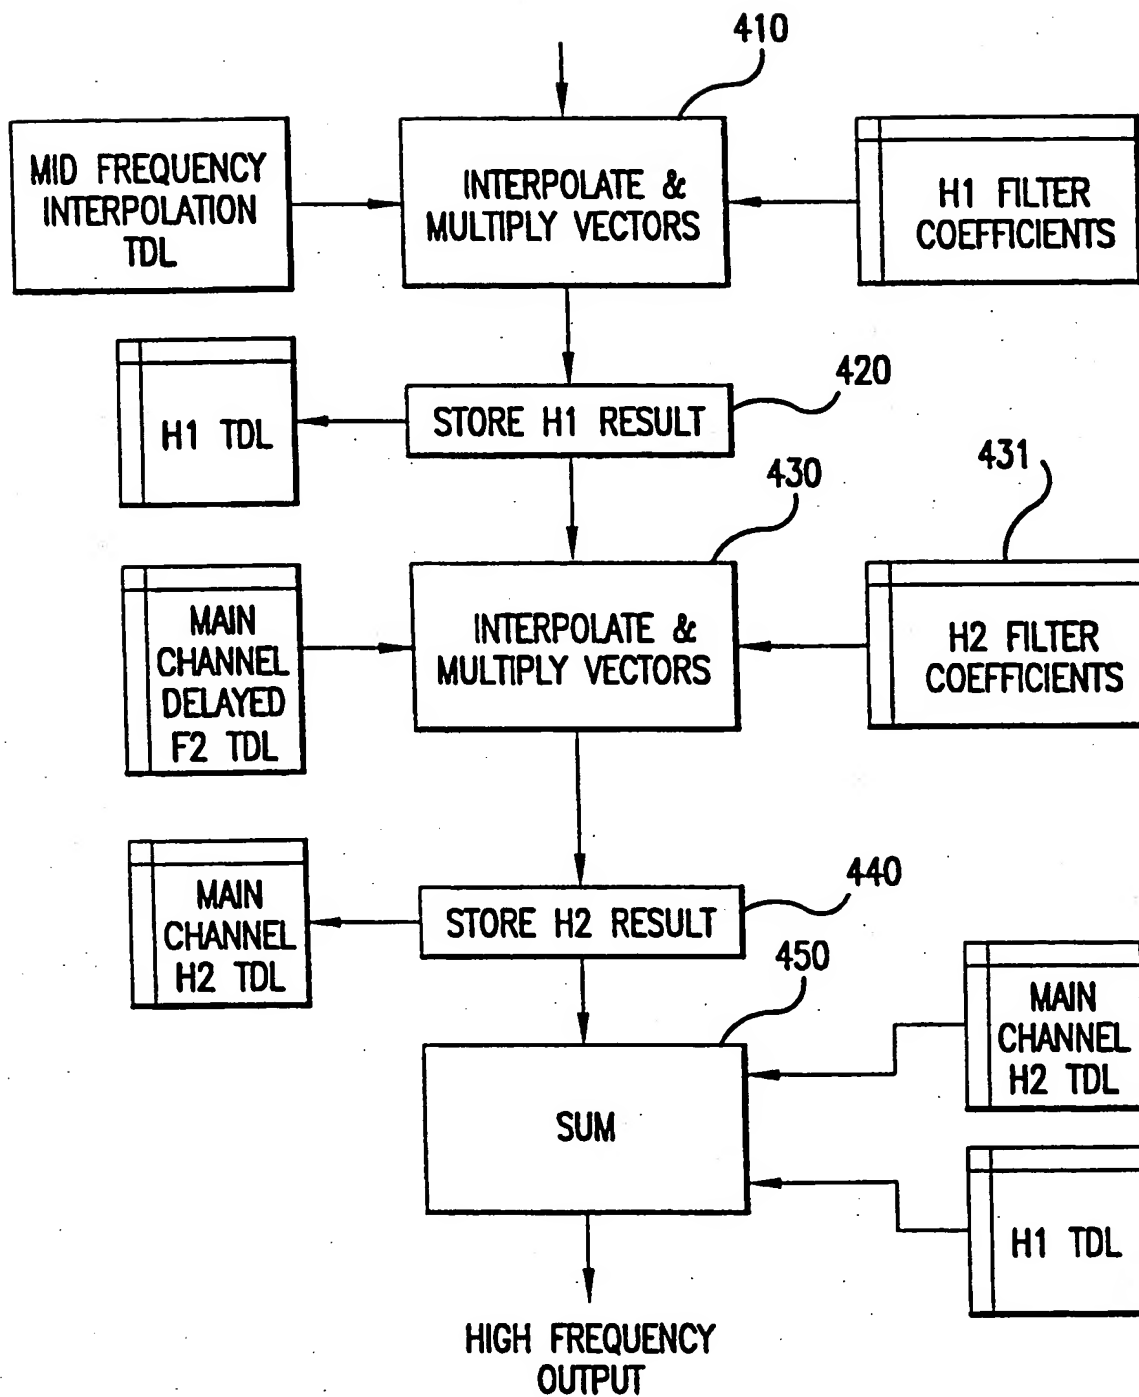 410
MID FREQUENCY
INTERPOLATION
TDL
INTERPOLATE &
MULTIPLY VECTORS
H1 FILTER
COEFFICIENTS
H1 TDL
STORE H1 RESULT
420
430
431
MAIN
CHANNEL
DELAYED
F2 TDL
INTERPOLATE &
MULTIPLY VECTORS
H2 FILTER
COEFFICIENTS
MAIN
CHANNEL
H2 TDL
STORE H2 RESULT
440
450
SUM
MAIN
CHANNEL
H2 TDL
H1 TDL
HIGH FREQUENCY
OUTPUT